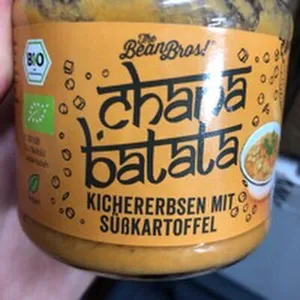 The
BeanBros!
BIO
chana
batata
KICHERERBSEN MIT
SÜßKARTOFFEL